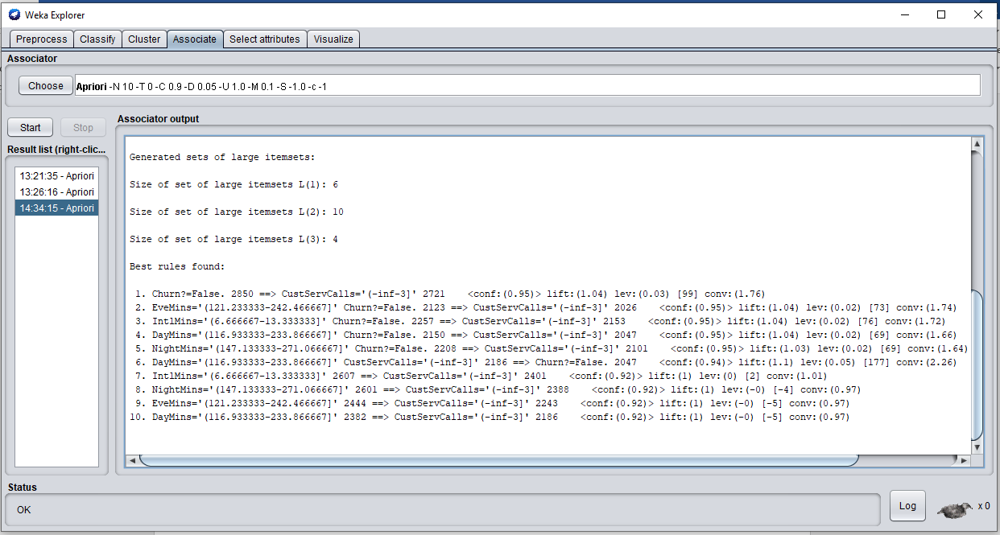 Weka Explorer
Preprocess Classify Cluster Associate Select attributes Visualize
Associator
Choose Apriori -N 10 -T 0 -C 0.9 -D 0.05 -U 1.0 -M 0.1 -S -1.0 -c -1
Start Stop
Associator output
Result list (right-clic...
13:21:35 - Apriori
13:26:16 - Apriori
14:34:15 - Apriori
Generated sets of large itemsets:
Size of set of large itemsets L(1): 6
Size of set of large itemsets L(2): 10
Size of set of large itemsets L(3): 4
Best rules found:
1. Churn?=False. 2850 ==> CustServCalls='(-inf-3]' 2721 <conf:(0.95)> lift:(1.04) lev:(0.03) [99] conv:(1.76)
2. EveMins='(121.233333-242.466667]' Churn?=False. 2123 ==> CustServCalls='(-inf-3]' 2026 <conf:(0.95)> lift:(1.04) lev:(0.02) [73] conv:(1.74)
3. IntlMins='(6.666667-13.333333]' Churn?=False. 2257 ==> CustServCalls='(-inf-3]' 2153 <conf:(0.95)> lift:(1.04) lev:(0.02) [76] conv:(1.72)
4. DayMins='(116.933333-233.866667]' Churn?=False. 2150 ==> CustServCalls='(-inf-3]' 2047 <conf:(0.95)> lift:(1.04) lev:(0.02) [69] conv:(1.66)
5. NightMins='(147.133333-271.066667]' Churn?=False. 2208 ==> CustServCalls='(-inf-3]' 2101 <conf:(0.95)> lift:(1.03) lev:(0.02) [69] conv:(1.64)
6. DayMins='(116.933333-233.866667]' CustServCalls='(-inf-3]' 2186 ==> Churn?=False. 2047 <conf:(0.94)> lift:(1.1) lev:(0.05) [177] conv:(2.26)
7. IntlMins='(6.666667-13.333333]' 2607 ==> CustServCalls='(-inf-3]' 2401 <conf:(0.92)> lift:(1) lev:(0) [2] conv:(1.01)
8. NightMins='(147.133333-271.066667]' 2601 ==> CustServCalls='(-inf-3]' 2388 <conf:(0.92)> lift:(1) lev:(-0) [-4] conv:(0.97)
9. EveMins='(121.233333-242.466667]' 2444 ==> CustServCalls='(-inf-3]' 2243 <conf:(0.92)> lift:(1) lev:(-0) [-5] conv:(0.97)
10. DayMins='(116.933333-233.866667]' 2382 ==> CustServCalls='(-inf-3]' 2186 <conf:(0.92)> lift:(1) lev:(-0) [-5] conv:(0.97)
Status
OK
Log
x 0